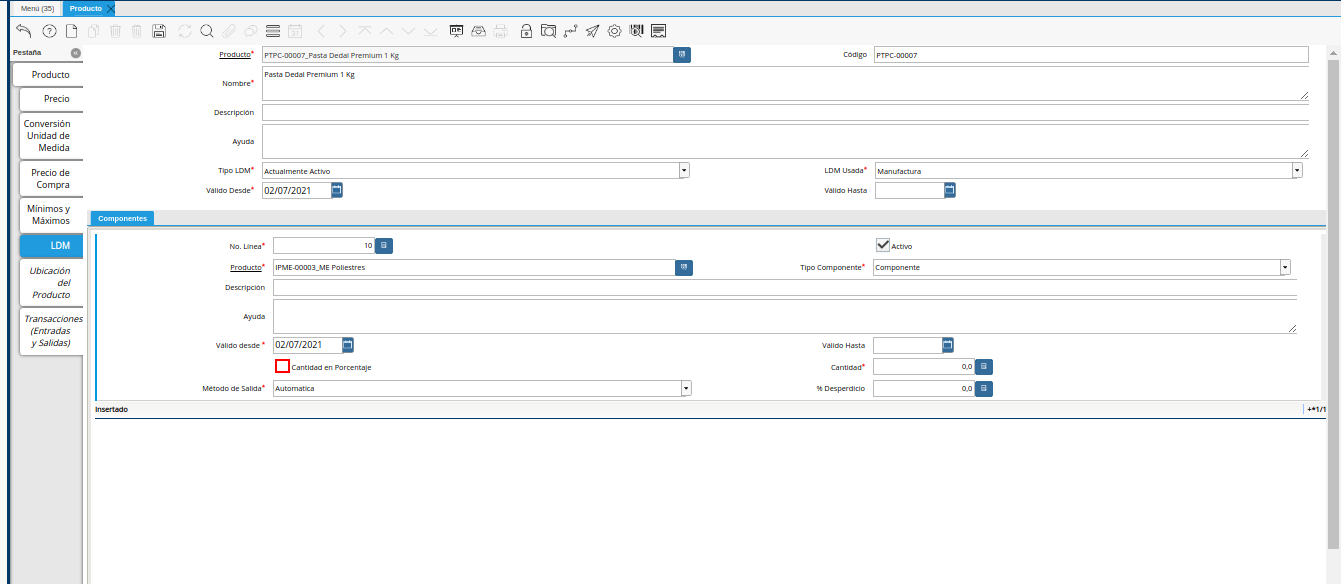 Menú (35) Producto
Pestaña
Producto
Precio
Conversión
Unidad de
Medida
Precio de
Compra
Mínimos y
Máximos
LDM
Ubicación
del
Producto
Transacciones
(Entradas
y Salidas)
Producto* PTPC-00007_Pasta Dedal Premium 1 Kg Código PTPC-00007
Nombre* Pasta Dedal Premium 1 Kg
Descripción
Ayuda
Tipo LDM* Actualmente Activo LDM Usada* Manufactura
Válido Desde* 02/07/2021 Válido Hasta
Componentes
No. Línea* 10 Activo
Producto* IPME-00003_ME Poliestres Tipo Componente* Componente
Descripción
Ayuda
Válido desde * 02/07/2021 Válido Hasta
Cantidad en Porcentaje Cantidad* 0,0
Método de Salida* Automatica % Desperdicio 0,0
Insertado +*1/1